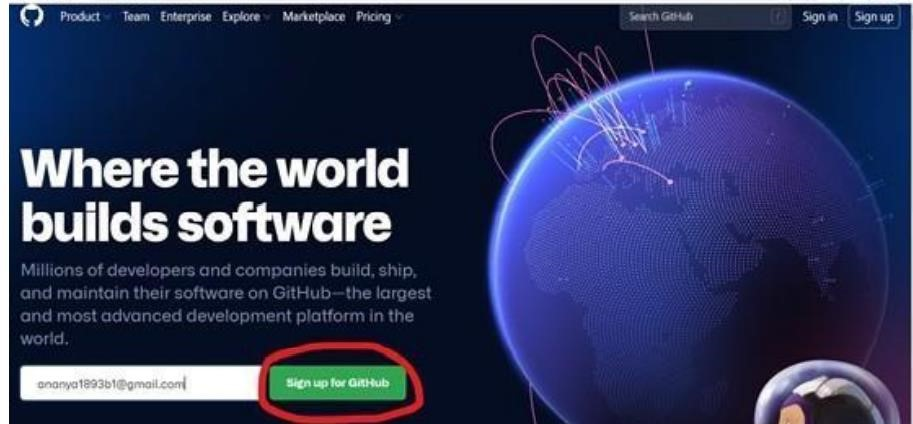 Product Team Enterprise Explore Marketplace Pricing Search GitHub / Sign in Sign up
Where the world
builds software
Millions of developers and companies build, ship,
and maintain their software on GitHub—the largest
and most advanced development platform in the
world.
ananya1893b1@gmail.com Sign up for GitHub